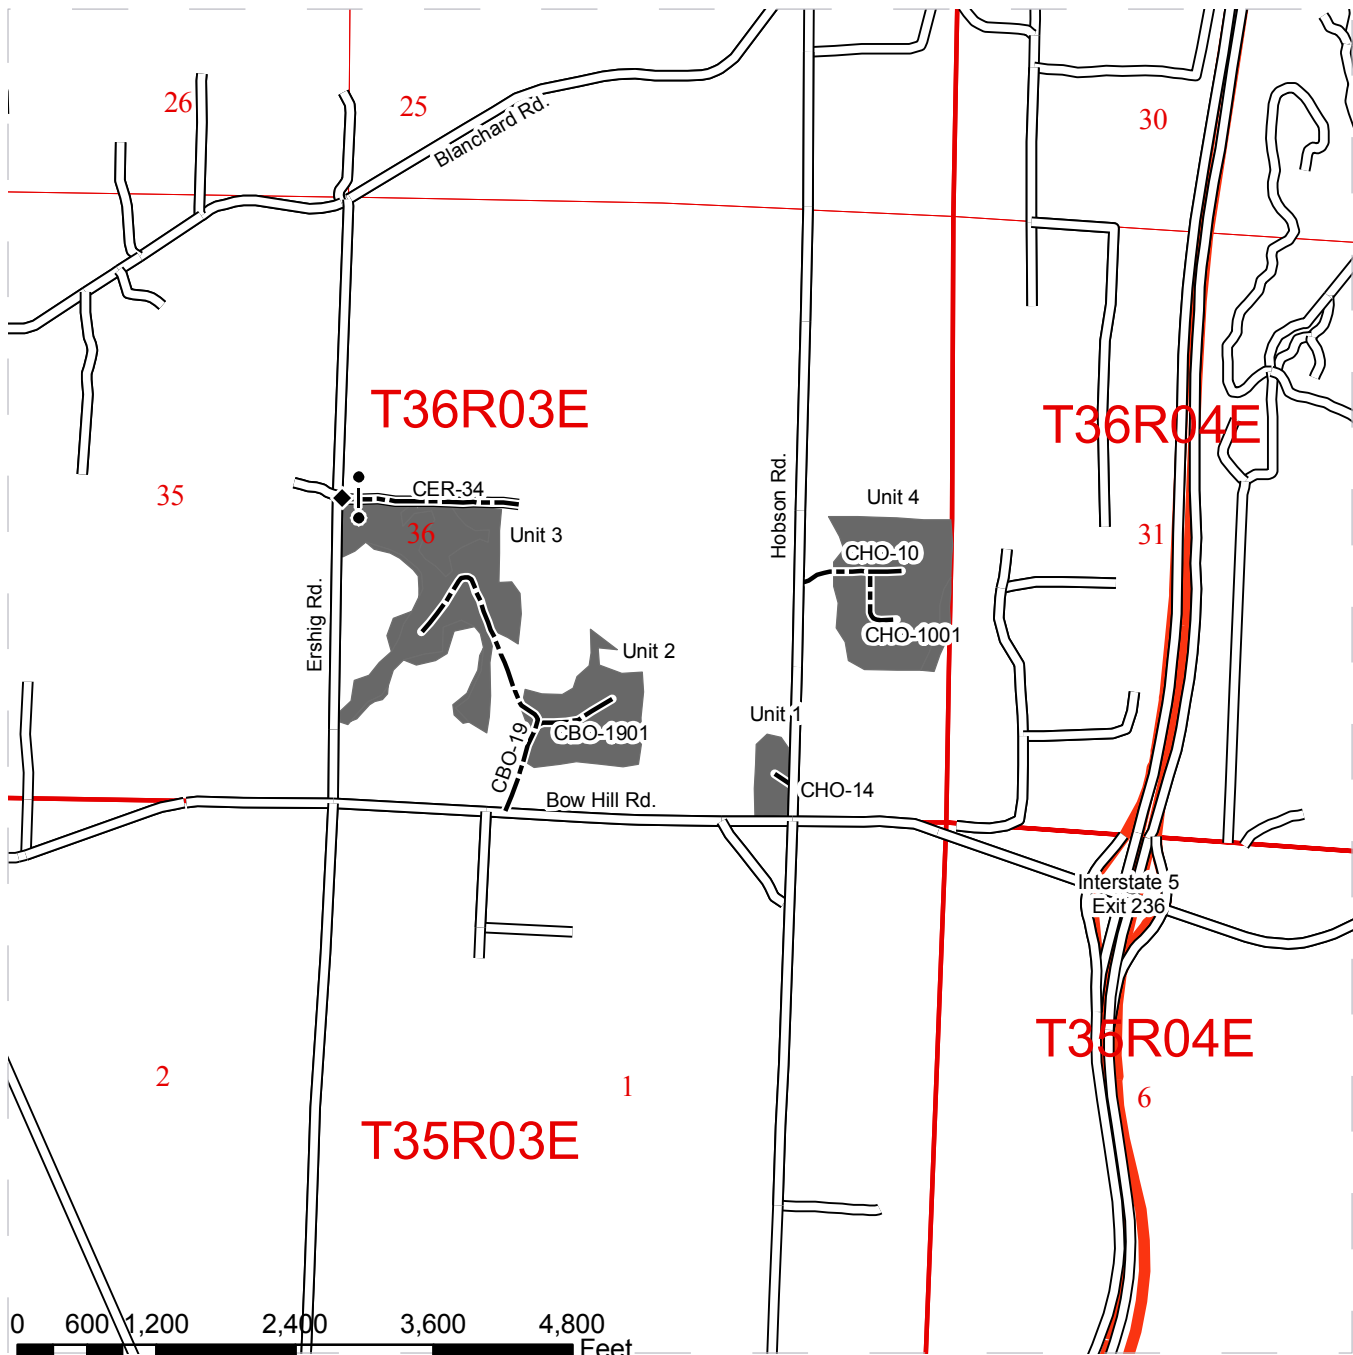 26
25
30
Blanchard Rd.
T36R03E
T36R04E
35
CER-34
36
Unit 3
Hobson Rd.
Unit 4
31
CHO-10
CHO-1001
Ershig Rd.
Unit 2
CBO-19
CBO-1901
Unit 1
CHO-14
Bow Hill Rd.
Interstate 5
Exit 236
T35R04E
2
1
6
T35R03E
0 600 1,200 2,400 3,600 4,800
Feet